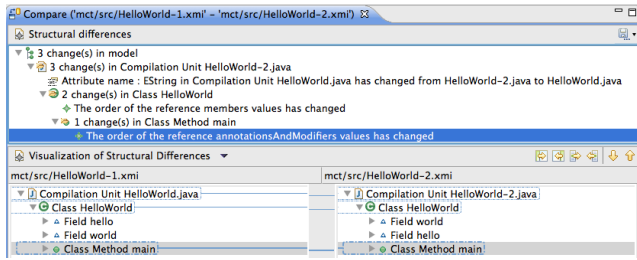 Compare ('mct/src/HelloWorld-1.xmi' - 'mct/src/HelloWorld-2.xmi')
Structural differences
3 change(s) in model
3 change(s) in Compilation Unit HelloWorld-2.java
Attribute name : EString in Compilation Unit HelloWorld.java has changed from HelloWorld-2.java to HelloWorld.java
2 change(s) in Class HelloWorld
The order of the reference members values has changed
1 change(s) in Class Method main
The order of the reference annotationsAndModifiers values has changed
Visualization of Structural Differences
mct/src/HelloWorld-1.xmi mct/src/HelloWorld-2.xmi
Compilation Unit HelloWorld.java Compilation Unit HelloWorld-2.java
Class HelloWorld Class HelloWorld
Field hello Field world
Field world Field hello
Class Method main Class Method main